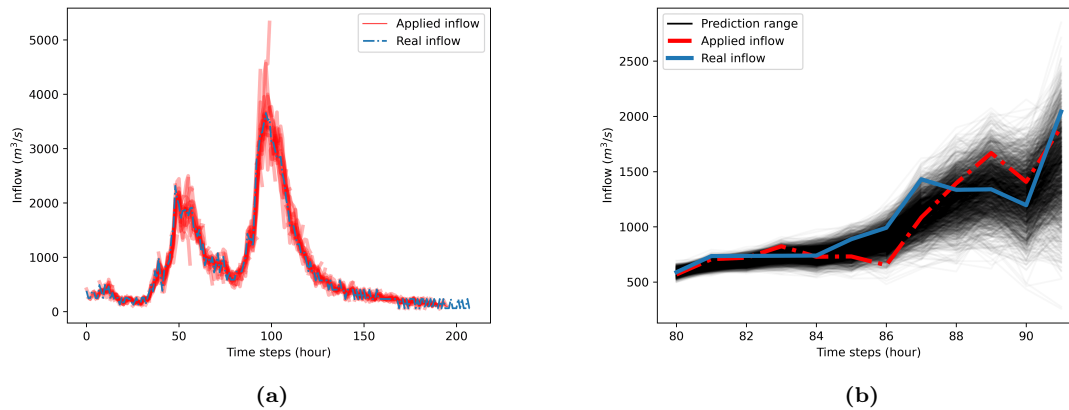 Applied inflow
Real inflow
5000
4000
3000
2000
1000
0
Inflow (m³/s)
0 50 100 150 200
Time steps (hour)
(a)
Prediction range
Applied inflow
Real inflow
2500
2000
1500
1000
500
Inflow (m³/s)
80 82 84 86 88 90
Time steps (hour)
(b)